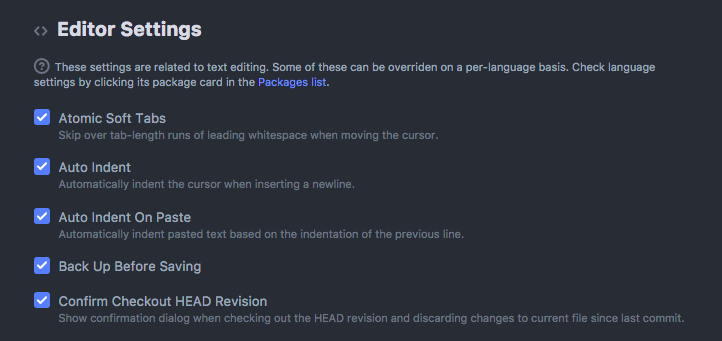 Editor Settings
These settings are related to text editing. Some of these can be overriden on a per-language basis. Check language
settings by clicking its package card in the Packages list.
Atomic Soft Tabs
Skip over tab-length runs of leading whitespace when moving the cursor.
Auto Indent
Automatically indent the cursor when inserting a newline.
Auto Indent On Paste
Automatically indent pasted text based on the indentation of the previous line.
Back Up Before Saving
Confirm Checkout HEAD Revision
Show confirmation dialog when checking out the HEAD revision and discarding changes to current file since last commit.